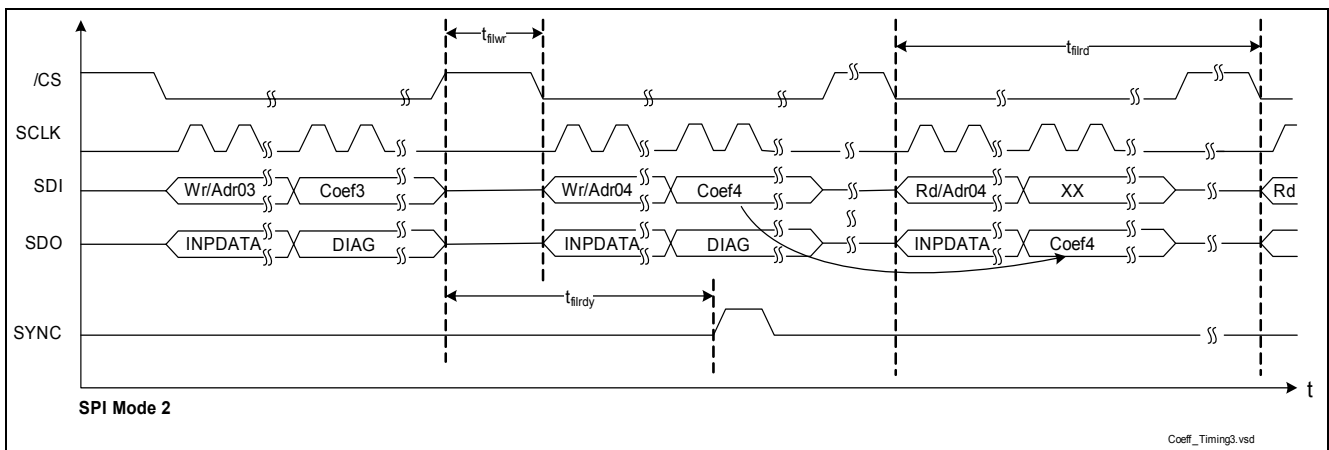 t_filwr
t_filrd
/CS
SCLK
SDI Wr/Adr03 Coef3 Wr/Adr04 Coef4 Rd/Adr04 XX Rd
SDO INPDATA DIAG INPDATA DIAG INPDATA Coef4
t_filrdy
SYNC
t
SPI Mode 2
Coeff_Timing3.vsd